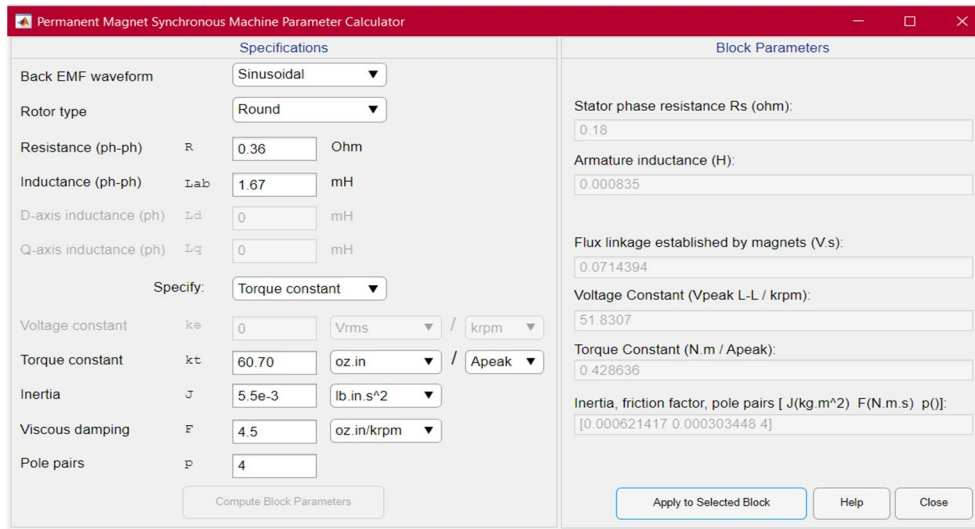 Permanent Magnet Synchronous Machine Parameter Calculator
Specifications
Back EMF waveform Sinusoidal
Rotor type Round
Resistance (ph-ph) R 0.36 Ohm
Inductance (ph-ph) Lab 1.67 mH
D-axis inductance (ph) Ld 0 mH
Q-axis inductance (ph) Lq 0 mH
Specify: Torque constant
Voltage constant ke 0 Vrms / krpm
Torque constant kt 60.70 oz.in / Apeak
Inertia J 5.5e-3 lb.in.s^2
Viscous damping F 4.5 oz.in/krpm
Pole pairs p 4
Compute Block Parameters
Block Parameters
Stator phase resistance Rs (ohm):
0.18
Armature inductance (H):
0.000835
Flux linkage established by magnets (V.s):
0.0714394
Voltage Constant (Vpeak L-L / krpm):
51.8307
Torque Constant (N.m / Apeak):
0.428636
Inertia, friction factor, pole pairs [ J(kg.m^2) F(N.m.s) p()]:
[0.000621417 0.000303448 4]
Apply to Selected Block Help Close